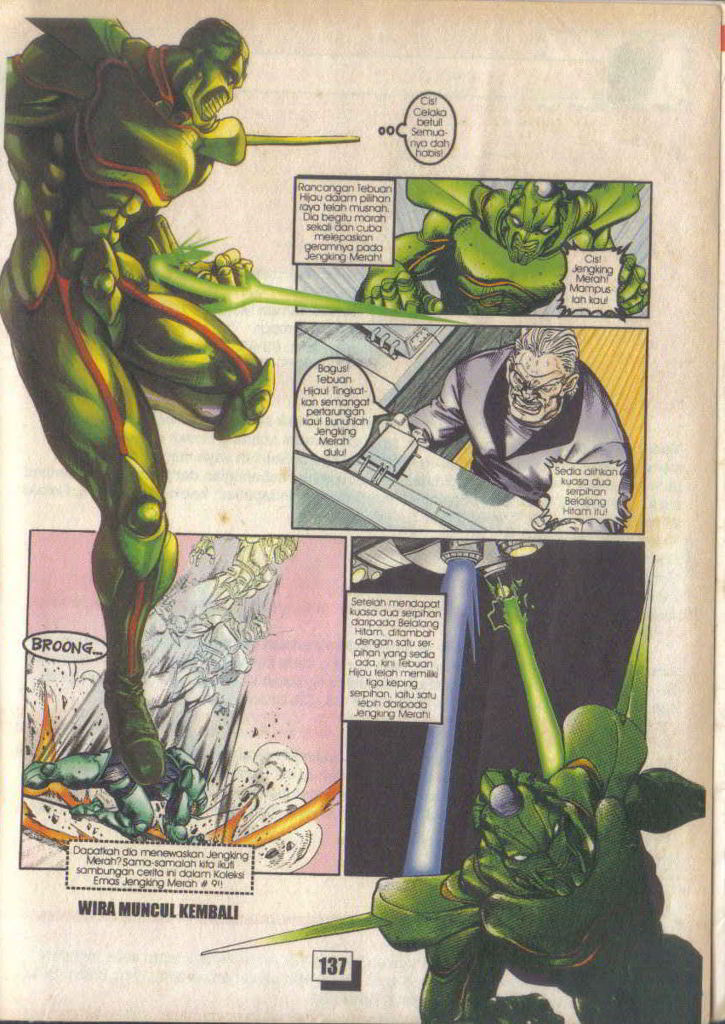 Cis!
Celaka
betul!
Semua-
nya dah
habis!
Rancangan Tebuan
Hijau dalam pilihan
raya telah musnah.
Dia begitu marah
sekali dan cuba
melepaskan
geramnya pada
Jengking Merah!
Cis!
Jengking
Merah!
Mampus-
lah kau!
Bagus!
Tebuan
Hijau! Tingkat-
kan semangat
pertarungan
kau! Bunuhlah
Jengking
Merah
dulu!
Sedia alihkan
kuasa dua
serpihan
Belalang
Hitam itu!
BROONG...
Setelah mendapat
kuasa dua serpihan
daripada Belalang
Hitam, ditambah
dengan satu ser-
pihan yang sedia
ada, kini Tebuan
Hijau telah memiliki
tiga keping
serpihan, iaitu satu
lebih daripada
Jengking Merah!
Dapatkah dia menewaskan Jengking
Merah? Sama-samalah kita ikuti
sambungan cerita ini dalam Koleksi
Emas Jengking Merah # 9!!
WIRA MUNCUL KEMBALI
137